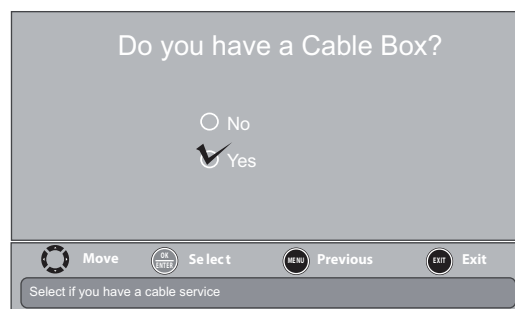 Do you have a Cable Box?
No
Yes
Move OK ENTER Select MENU Previous EXIT Exit
Select if you have a cable service